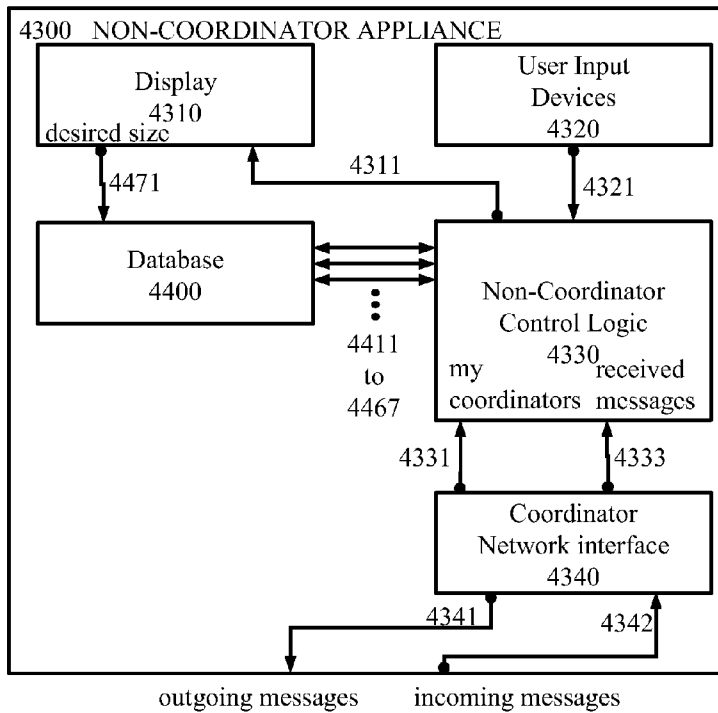 4300 NON-COORDINATOR APPLIANCE
Display
4310
desired size
User Input
Devices
4320
4311
4471
4321
Database
4400
Non-Coordinator
Control Logic
4330
my
coordinators
received
messages
4411
to
4467
4331
4333
Coordinator
Network interface
4340
4341
4342
outgoing messages
incoming messages